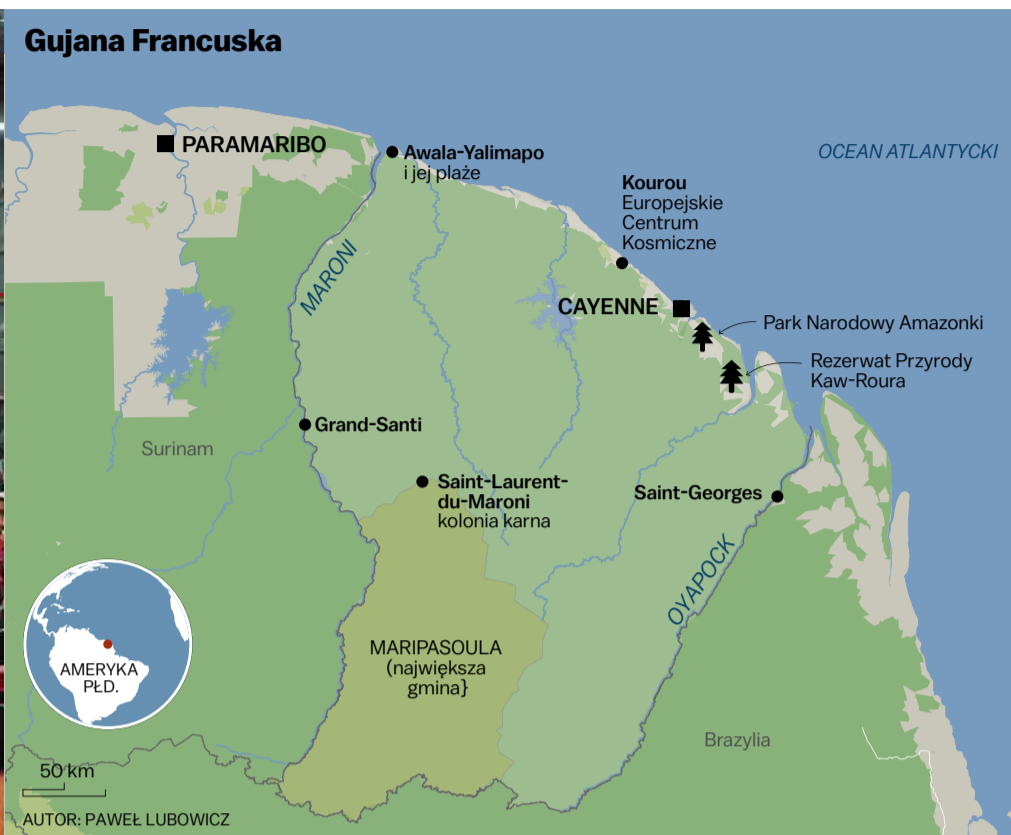 Gujana Francuska
PARAMARIBO
Awala-Yalimapo
i jej plaże
OCEAN ATLANTYCKI
Kourou
Europejskie
Centrum
Kosmiczne
MARONI
CAYENNE
Park Narodowy Amazonki
Rezerwat Przyrody
Kaw-Roura
Grand-Santi
Surinam
Saint-Laurent-
du-Maroni
kolonia karna
Saint-Georges
OYAPOCK
MARIPASOULA
(największa
gmina}
AMERYKA
PŁD.
Brazylia
50 km
AUTOR: PAWEŁ LUBOWICZ